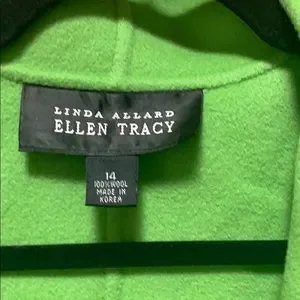 LINDA ALLARD
ELLEN TRACY
14
100% WOOL
MADE IN
KOREA